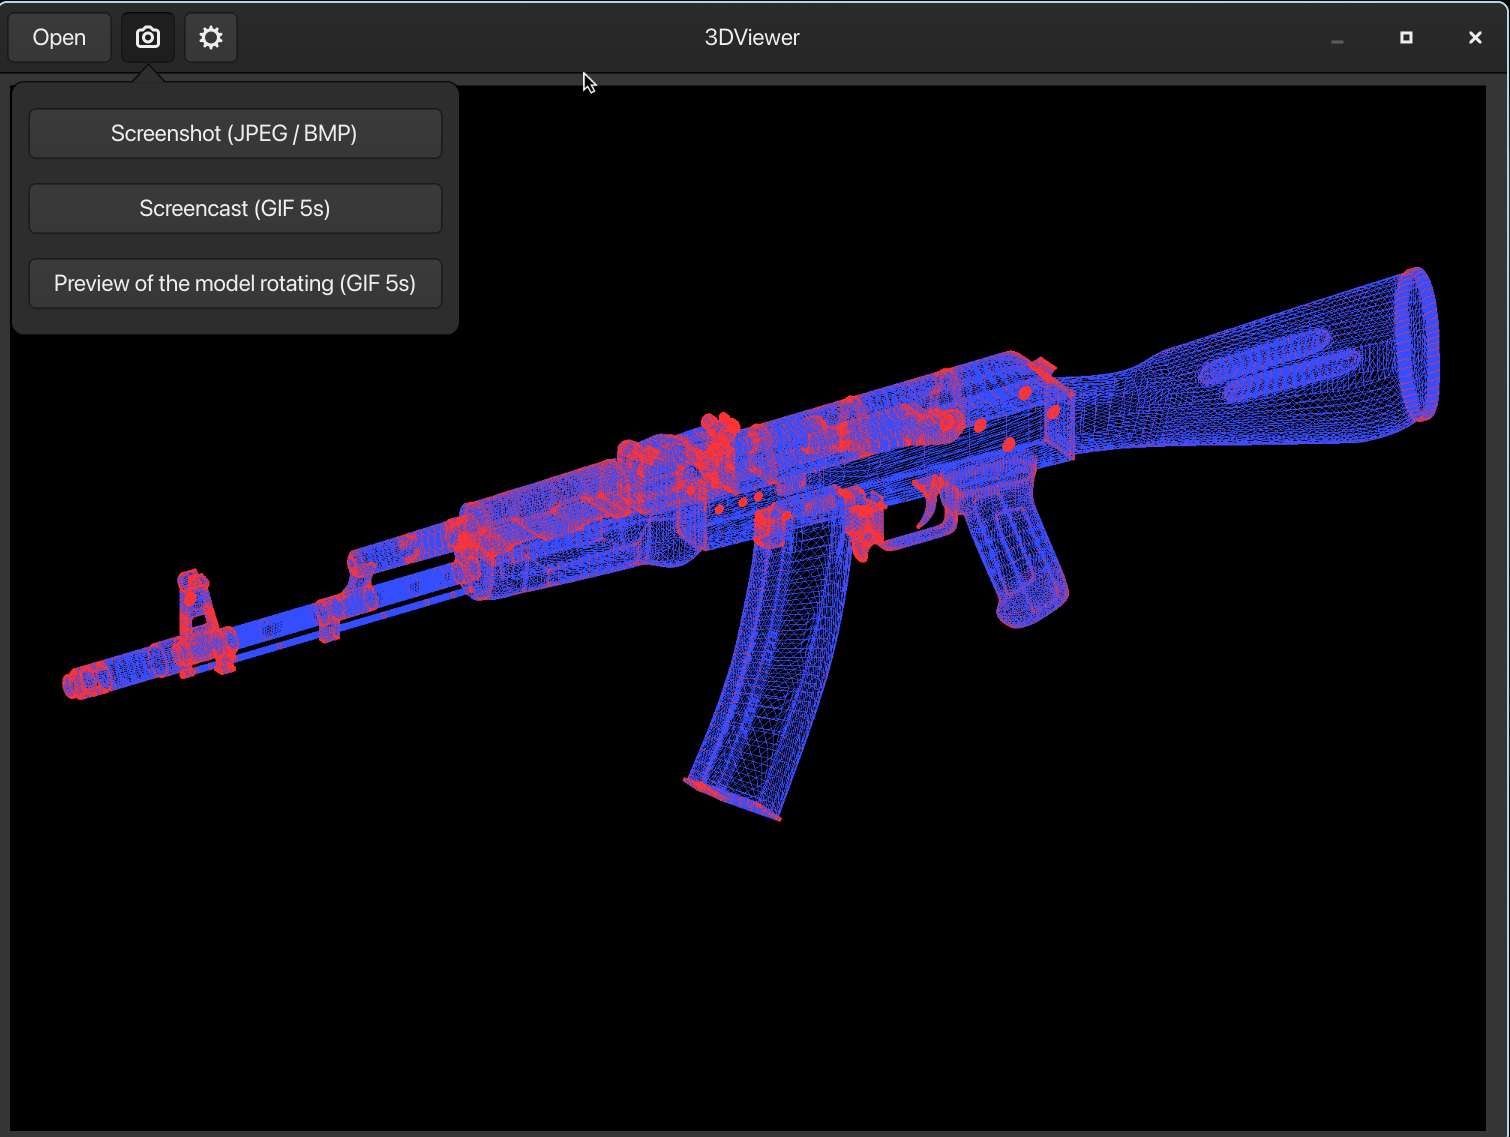 Open
3DViewer
Screenshot (JPEG / BMP)
Screencast (GIF 5s)
Preview of the model rotating (GIF 5s)